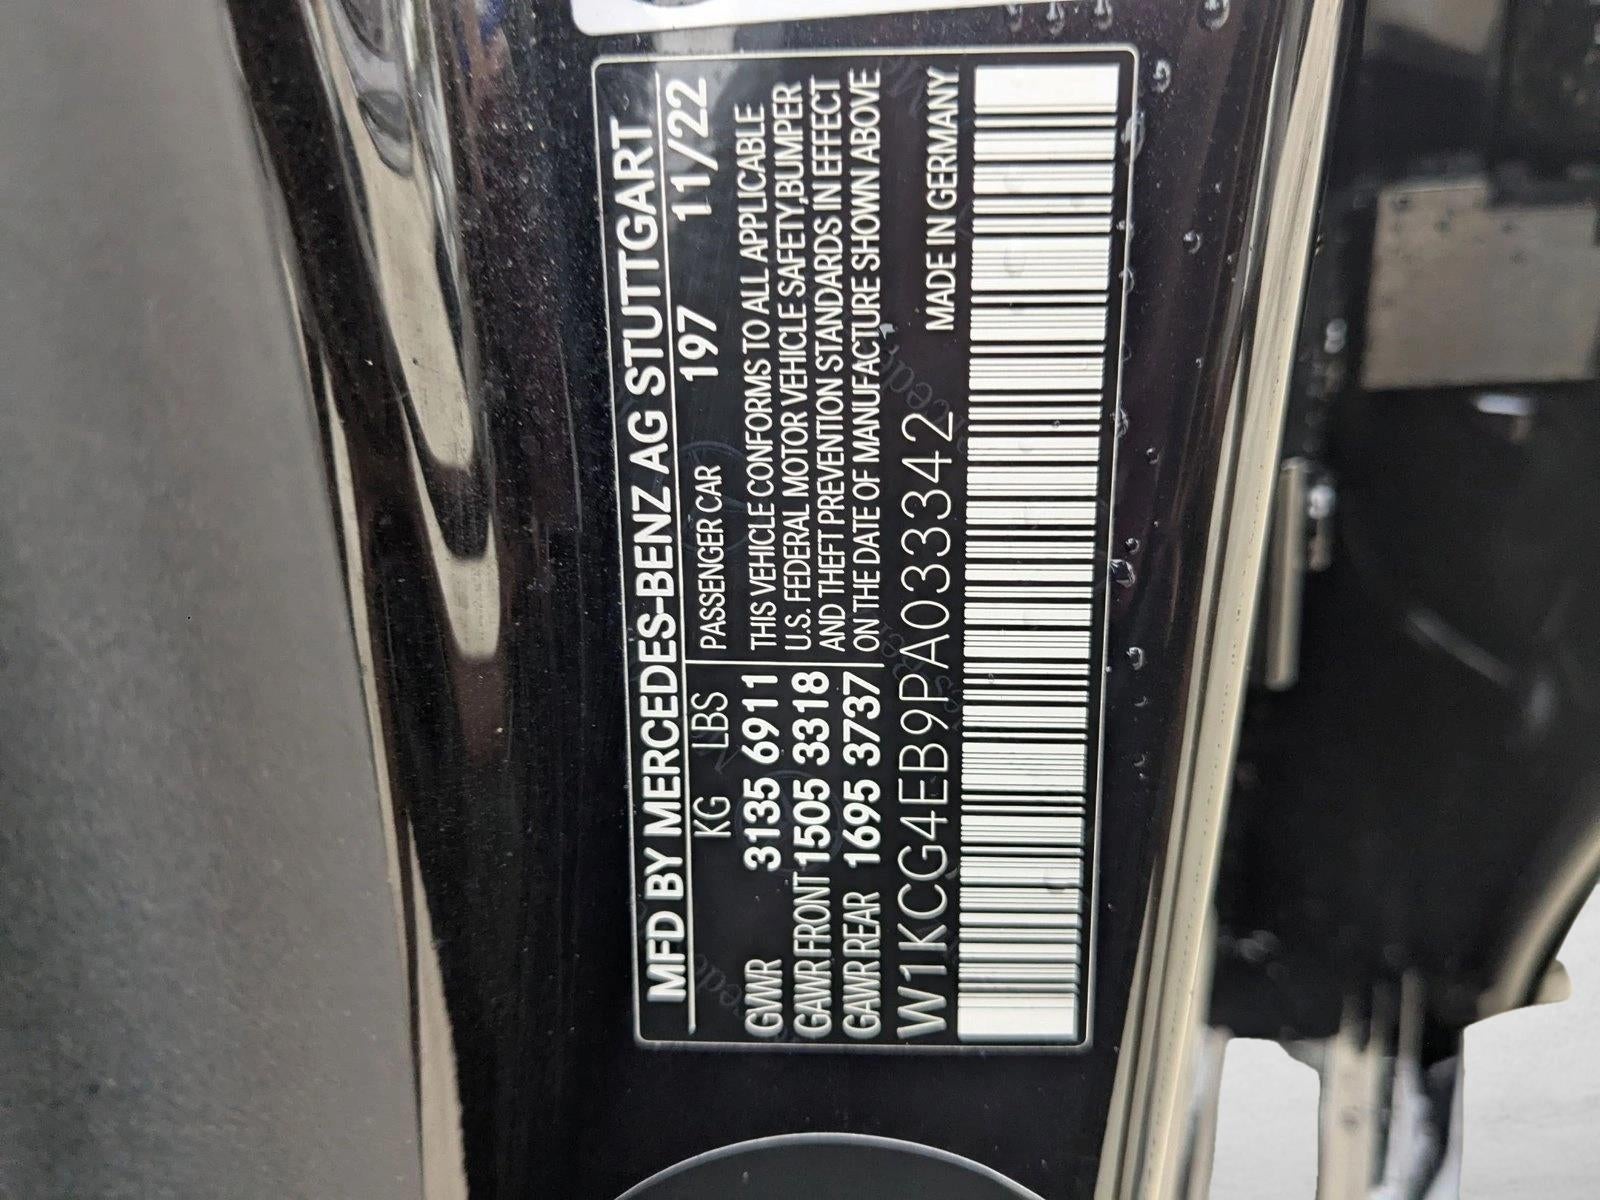 MFD BY MERCEDES-BENZ AG STUTTGART
KG LBS PASSENGER CAR 197 11/22
GVWR 3135 6911 THIS VEHICLE CONFORMS TO ALL APPLICABLE
U.S. FEDERAL MOTOR VEHICLE SAFETY,BUMPER
GAWR FRONT 1505 3318 AND THEFT PREVENTION STANDARDS IN EFFECT
GAWR REAR 1695 3737 ON THE DATE OF MANUFACTURE SHOWN ABOVE
W1KCG4EB9PA033342 MADE IN GERMANY